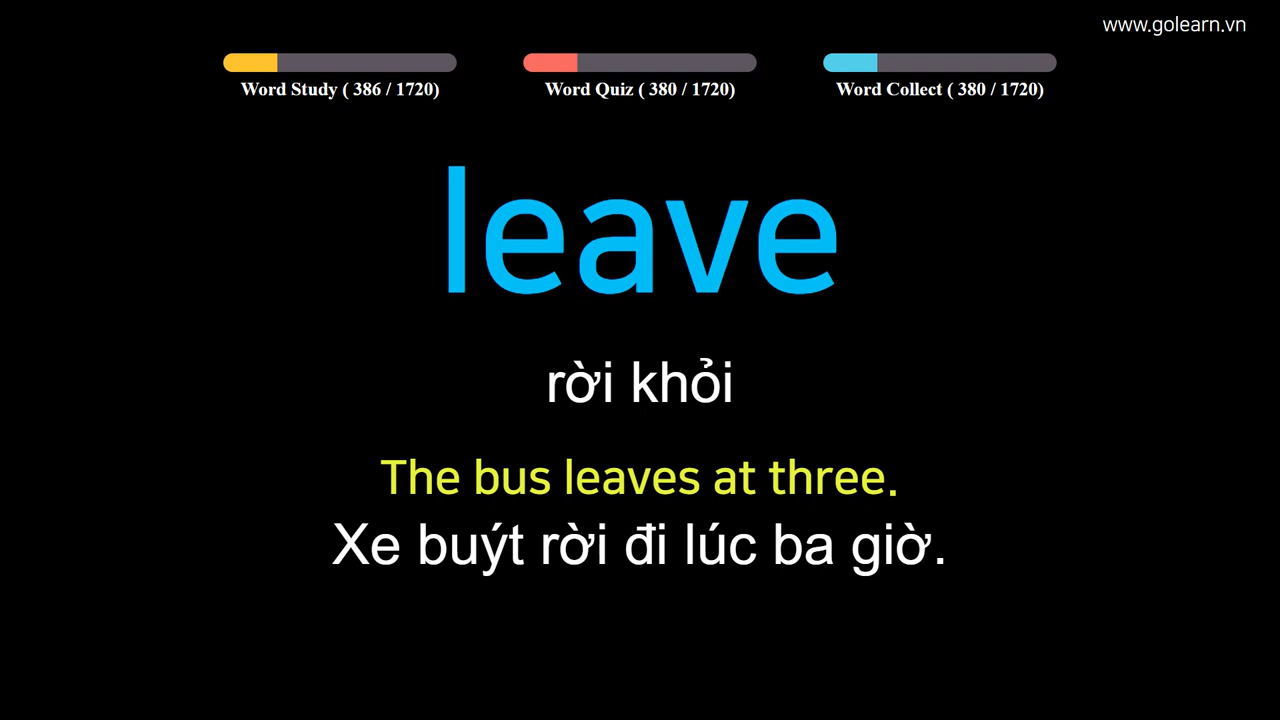 www.golearn.vn
Word Study ( 386 / 1720)
Word Quiz ( 380 / 1720)
Word Collect ( 380 / 1720)
leave
rời khỏi
The bus leaves at three.
Xe buýt rời đi lúc ba giờ.